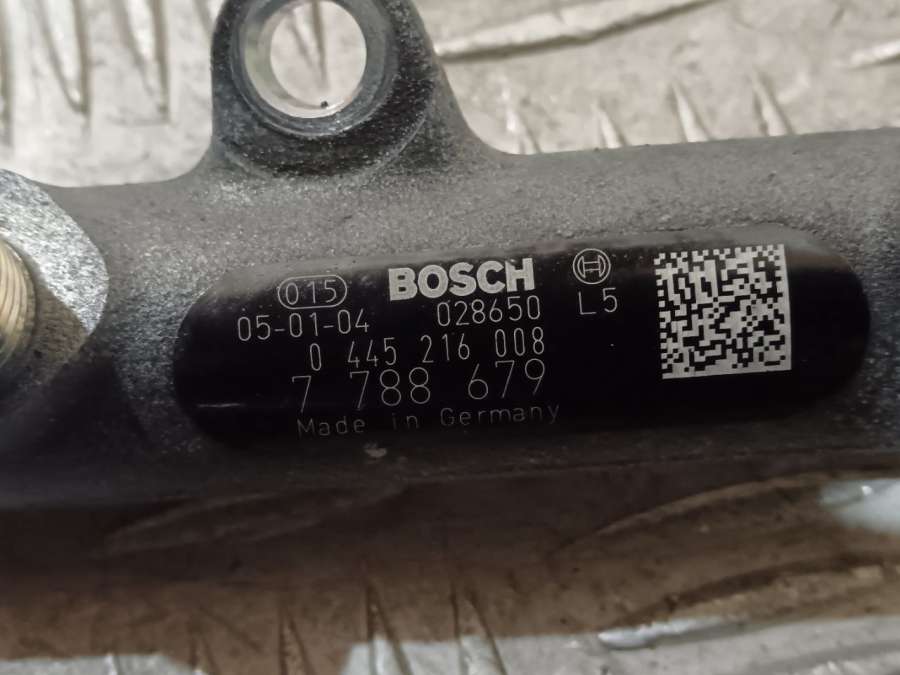 015 BOSCH
05-01-04 028650 L5
0 445 216 008
7 788 679
Made in Germany